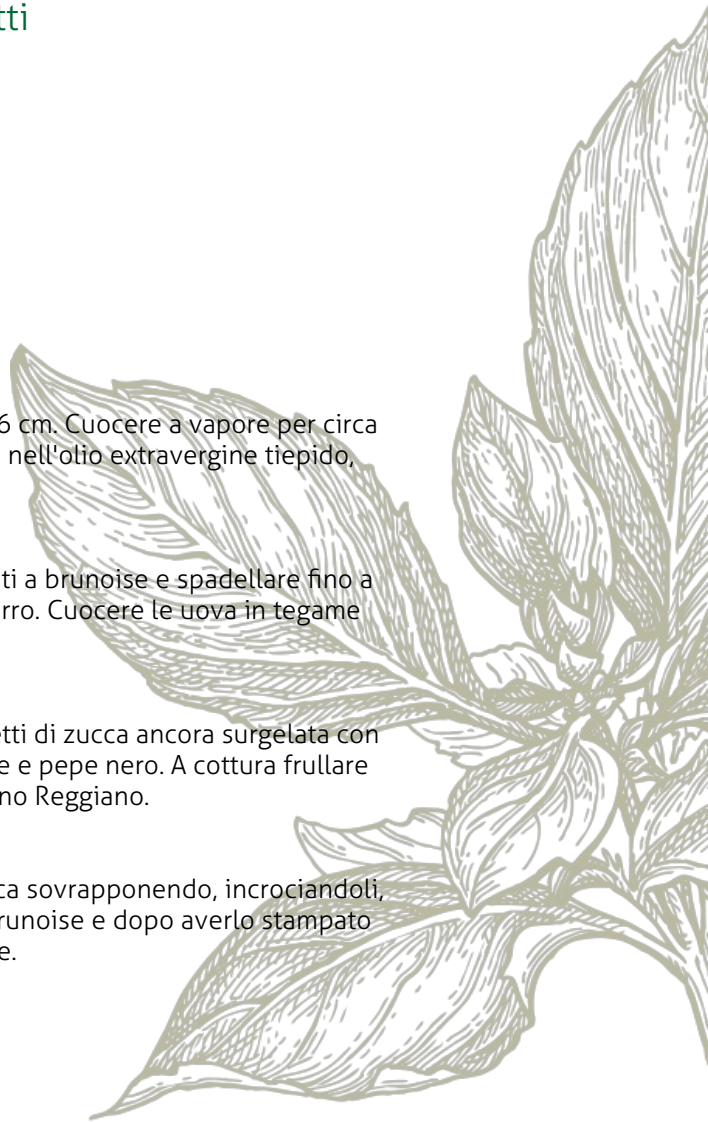 tti
6 cm. Cuocere a vapore per circa
nell'olio extravergine tiepido,
ti a brunoise e spadellare fino a
rro. Cuocere le uova in tegame
etti di zucca ancora surgelata con
e e pepe nero. A cottura frullare
no Reggiano.
ca sovrapponendo, incrociandoli,
runoise e dopo averlo stampato
e.